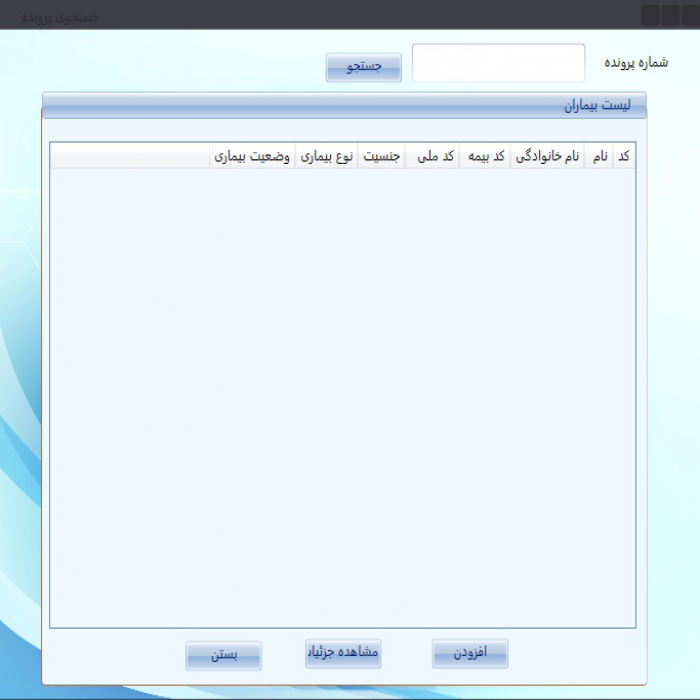 جستجوی پرونده
شماره پرونده
جستجو
لیست بیماران
کد نام نام خانوادگی کد بیمه کد ملی جنسیت نوع بیماری وضعیت بیماری
افزودن مشاهده جزئیا بستن